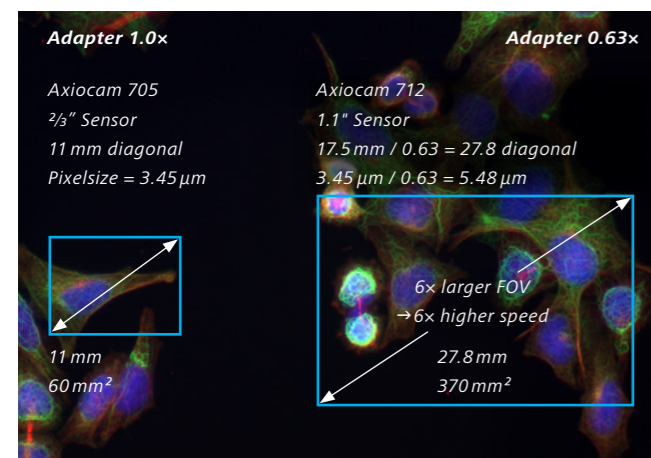 Adapter 1.0×
Adapter 0.63×
Axiocam 705
⅔″ Sensor
11 mm diagonal
Pixelsize = 3.45 µm
Axiocam 712
1.1" Sensor
17.5 mm / 0.63 = 27.8 diagonal
3.45 µm / 0.63 = 5.48 µm
6× larger FOV
→6× higher speed
11 mm
60 mm²
27.8 mm
370 mm²